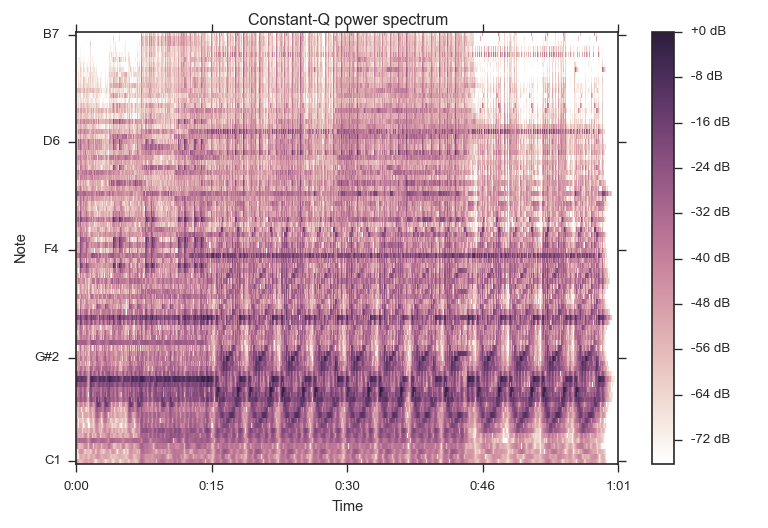 Constant-Q power spectrum
B7
D6
F4
G#2
C1
Note
0:00
0:15
0:30
0:46
1:01
Time
+0 dB
-8 dB
-16 dB
-24 dB
-32 dB
-40 dB
-48 dB
-56 dB
-64 dB
-72 dB